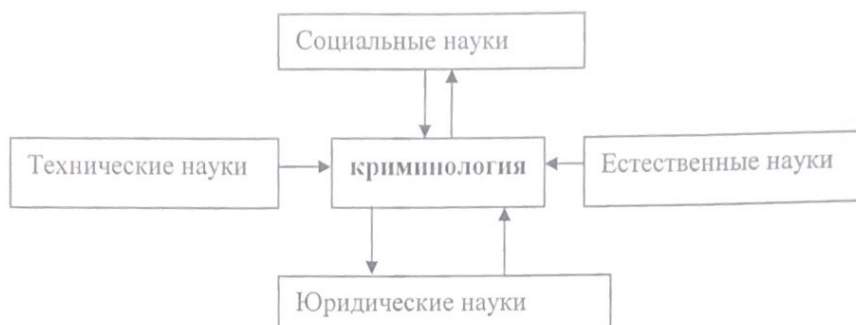 Социальные науки
Технические науки
криминология
Естественные науки
Юридические науки